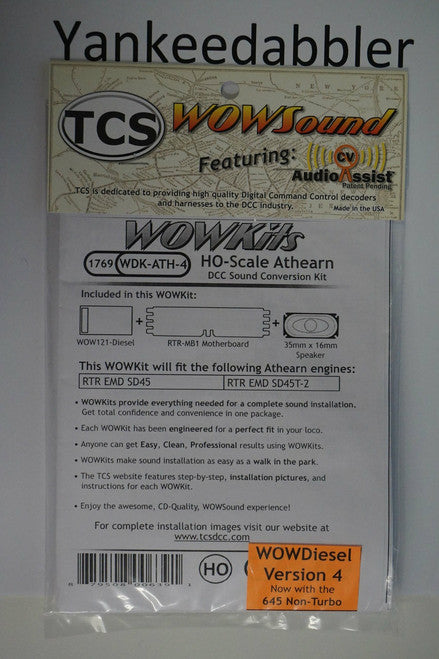 Yankeedabbler
TCS WOWSound
Featuring: CV AudioAssist
Patent Pending
TCS is dedicated to providing high quality Digital Command Control decoders
and harnesses to the DCC industry.
Made in the USA
WOWKits
1769 WDK-ATH-4 HO-Scale Athearn
DCC Sound Conversion Kit
Included in this WOWKit:
+ +
WOW121-Diesel RTR-MB1 Motherboard 35mm x 16mm
Speaker
This WOWKit will fit the following Athearn engines:
RTR EMD SD45 RTR EMD SD45T-2
• WOWKits provide everything needed for a complete sound installation.
Get total confidence and convenience in one package.
• Each WOWKit has been engineered for a perfect fit in your loco.
• Anyone can get Easy, Clean, Professional results using WOWKits.
• WOWKits make sound installation as easy as a walk in the park.
• The TCS website features step-by-step, installation pictures, and
instructions for each WOWKit.
• Enjoy the awesome, CD-Quality, WOWSound experience!
For complete installation images visit our website at
www.tcsdcc.com
HO
WOWDiesel
Version 4
Now with the
645 Non-Turbo